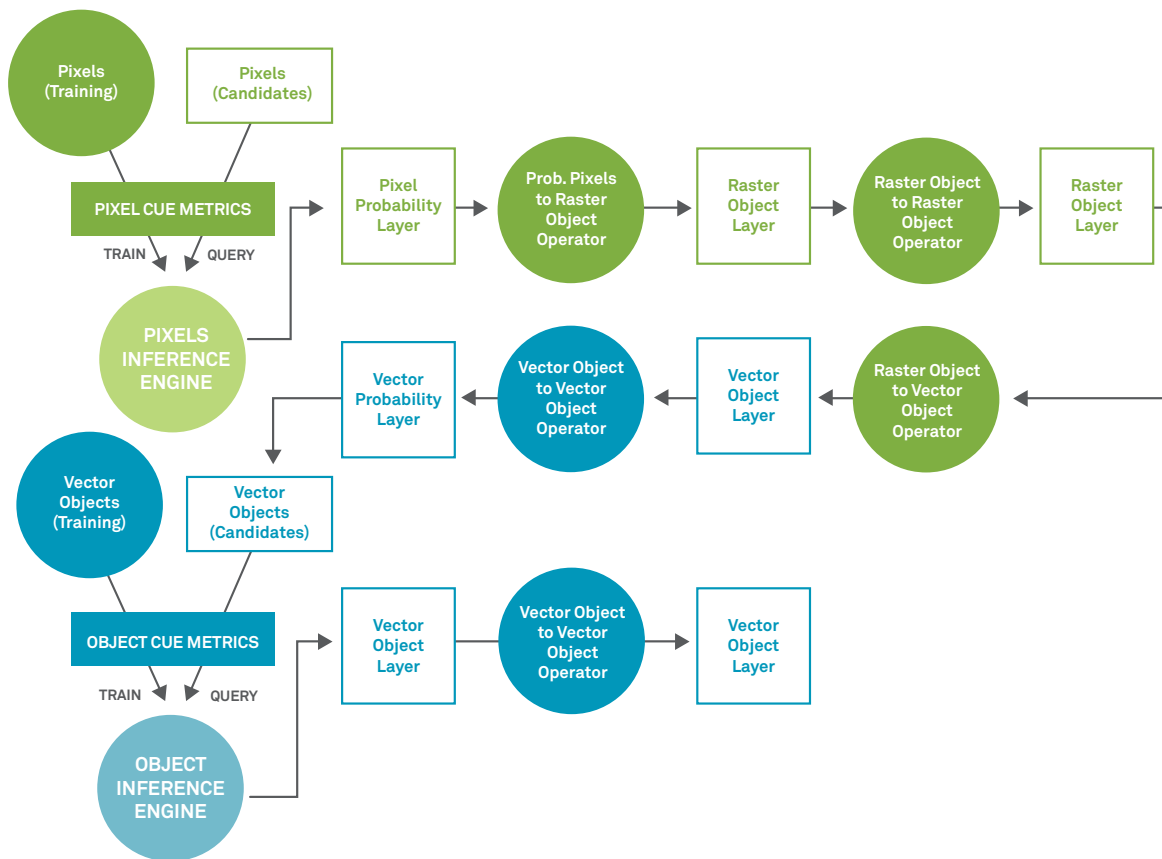 Pixels
(Training)
Pixels
(Candidates)
PIXEL CUE METRICS
TRAIN
QUERY
PIXELS
INFERENCE
ENGINE
Pixel
Probability
Layer
Prob. Pixels
to Raster
Object
Operator
Raster
Object
Layer
Raster Object
to Raster
Object
Operator
Raster
Object
Layer
Raster Object
to Vector
Object
Operator
Vector
Object
Layer
Vector Object
to Vector
Object
Operator
Vector
Probability
Layer
Vector
Objects
(Training)
Vector
Objects
(Candidates)
OBJECT CUE METRICS
TRAIN
QUERY
OBJECT
INFERENCE
ENGINE
Vector
Object
Layer
Vector Object
to Vector
Object
Operator
Vector
Object
Layer